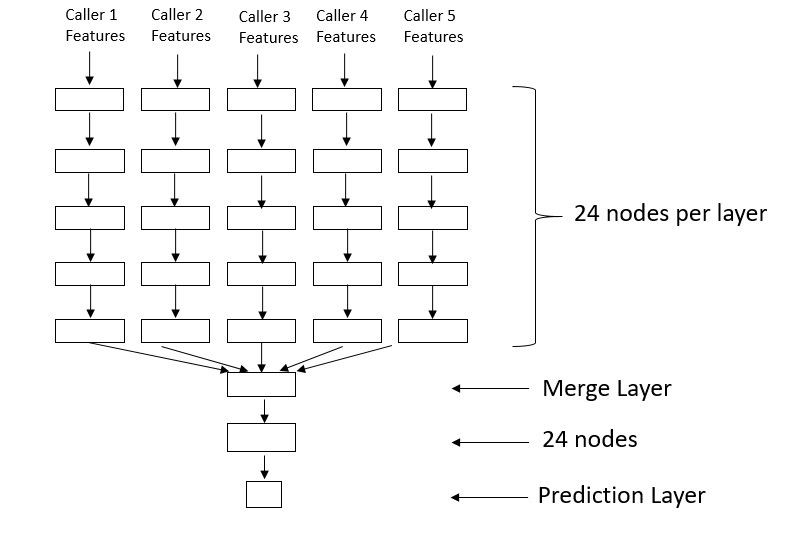 Caller 1
Features
Caller 2
Features
Caller 3
Features
Caller 4
Features
Caller 5
Features
24 nodes per layer
Merge Layer
24 nodes
Prediction Layer